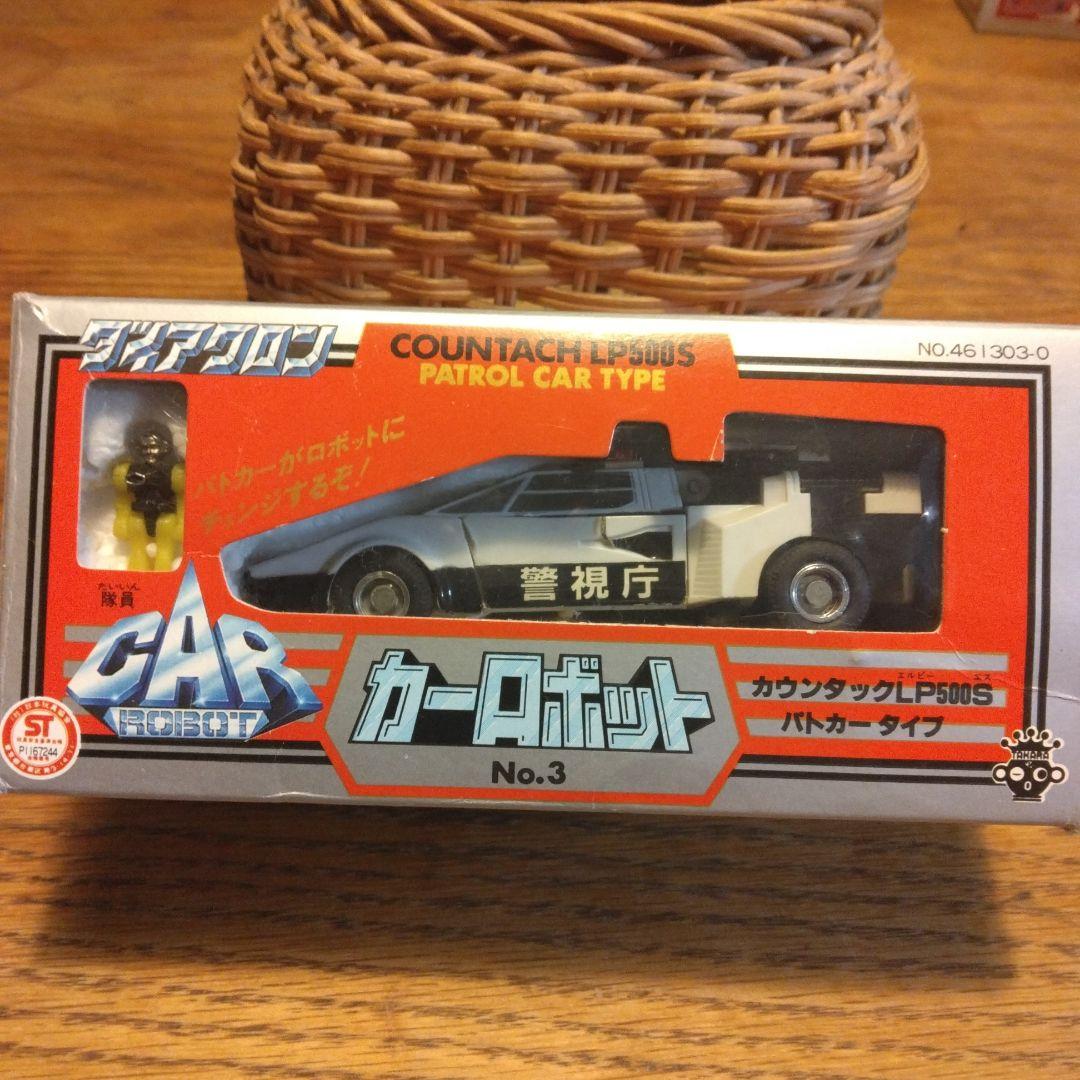 ダイアクロン
COUNTACH LP500S
PATROL CAR TYPE
NO.461303-0
パトカーがロボットに
チェンジするぞ!
警視庁
たいいん
隊員
CAR
ROBOT
カーロボット
No.3
エルピー エス
カウンタックLP500S
パトカー タイプ
ST
P1167244
TAKARA